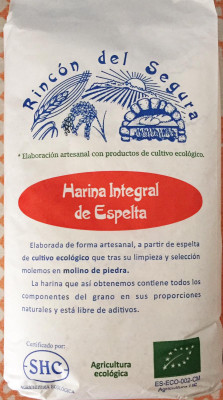 Rincón del Segura
* Elaboración artesanal con productos de cultivo ecológico.
Harina Integral
de Espelta
Elaborada de forma artesanal, a partir de espelta
de cultivo ecológico que tras su limpieza y selección
molemos en molino de piedra.
La harina que así obtenemos contiene todos los
componentes del grano en sus proporciones
naturales y está libre de aditivos.
Certificado por:
SHC
Agricultura
ecológica
ES-ECO-002-CM